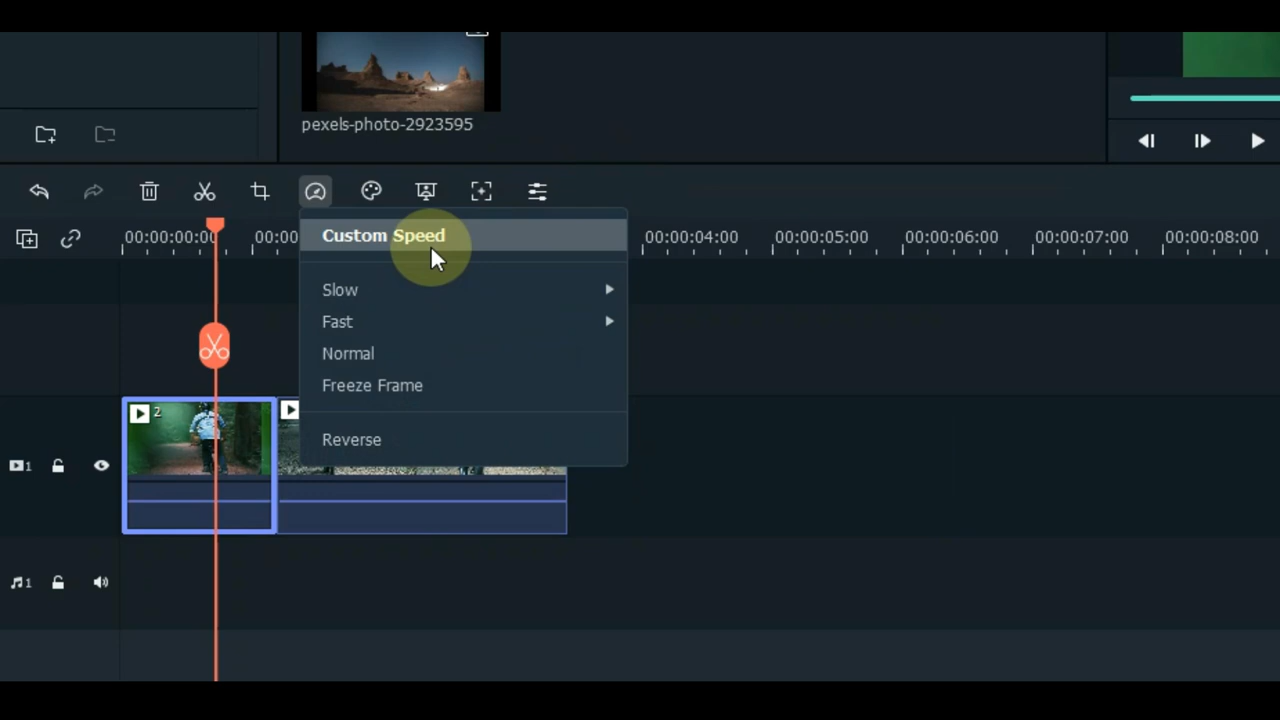 pexels-photo-2923595
00:00:00:00
00:00
00:00:04:00
00:00:05:00
00:00:06:00
00:00:07:00
00:00:08:00
Custom Speed
Slow
Fast
Normal
Freeze Frame
Reverse
2
1
1